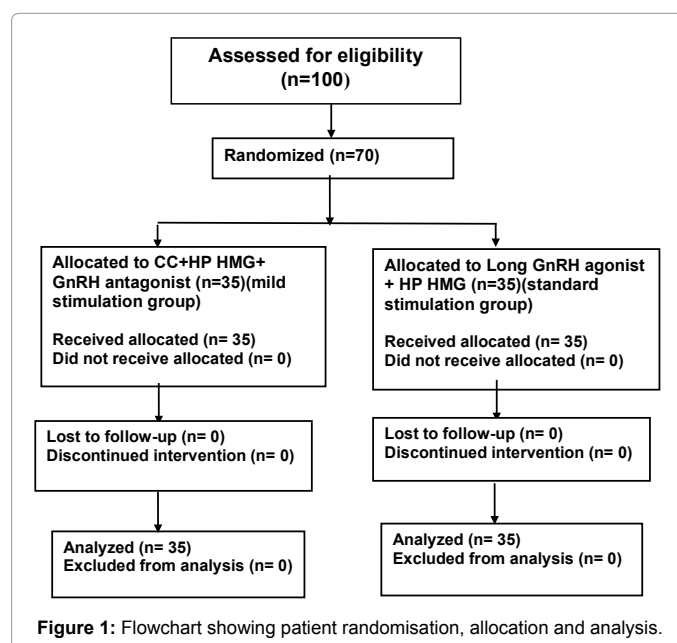 Assessed for eligibility
(n=100)
Randomized (n=70)
Allocated to CC+HP HMG+
GnRH antagonist (n=35)(mild
stimulation group)
Received allocated (n= 35)
Did not receive allocated (n= 0)
Allocated to Long GnRH agonist
+ HP HMG (n=35)(standard
stimulation group)
Received allocated (n= 35)
Did not receive allocated (n= 0)
Lost to follow-up (n= 0)
Discontinued intervention (n= 0)
Lost to follow-up (n= 0)
Discontinued intervention (n= 0)
Analyzed (n= 35)
Excluded from analysis (n= 0)
Analyzed (n= 35)
Excluded from analysis (n= 0)
Figure 1: Flowchart showing patient randomisation, allocation and analysis.